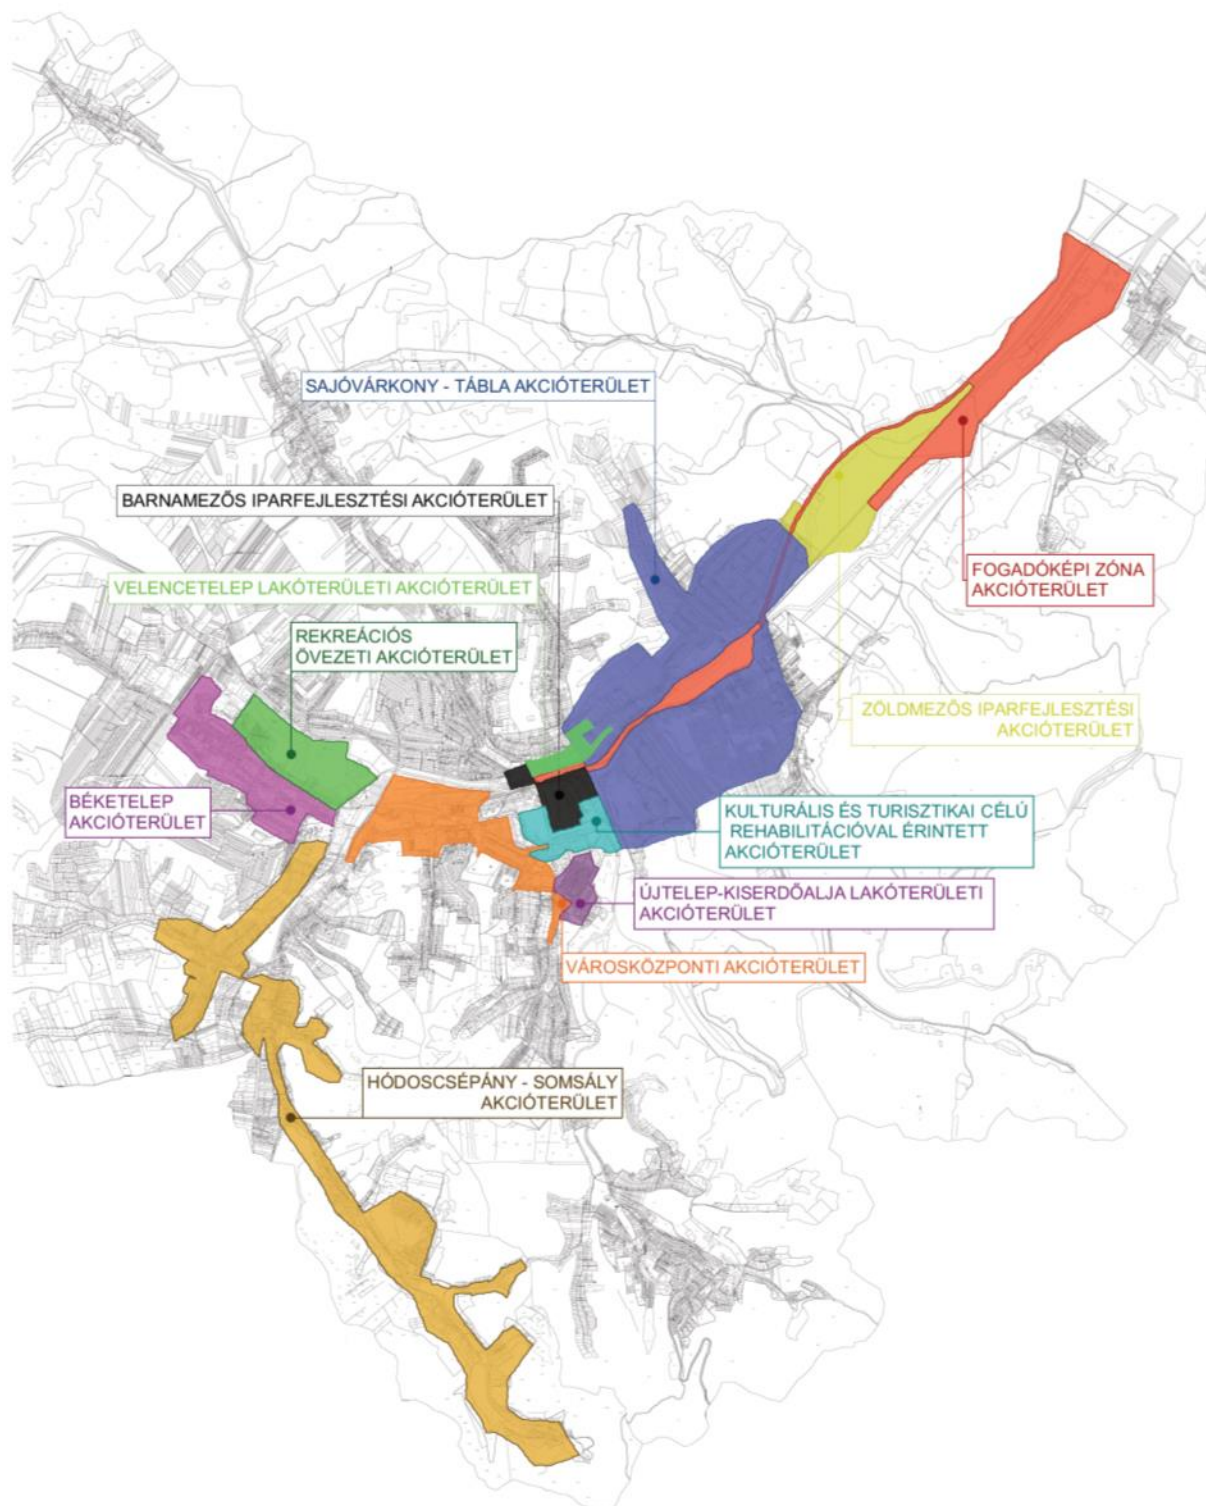 SAJÓVÁRKONY - TÁBLA AKCIÓTERÜLET
BARNAMEZŐS IPARFEJLESZTÉSI AKCIÓTERÜLET
FOGADÓKÉPI ZÓNA
AKCIÓTERÜLET
VELENCETELEP LAKÓTERÜLETI AKCIÓTERÜLET
REKREÁCIÓS
ÖVEZETI AKCIÓTERÜLET
ZÖLDMEZŐS IPARFEJLESZTÉSI
AKCIÓTERÜLET
BÉKETELEP
AKCIÓTERÜLET
KULTURÁLIS ÉS TURISZTIKAI CÉLÚ
REHABILITÁCIÓVAL ÉRINTETT
AKCIÓTERÜLET
ÚJTELEP-KISERDŐALJA LAKÓTERÜLETI
AKCIÓTERÜLET
VÁROSKÖZPONTI AKCIÓTERÜLET
HÓDOSCSÉPÁNY - SOMSÁLY
AKCIÓTERÜLET